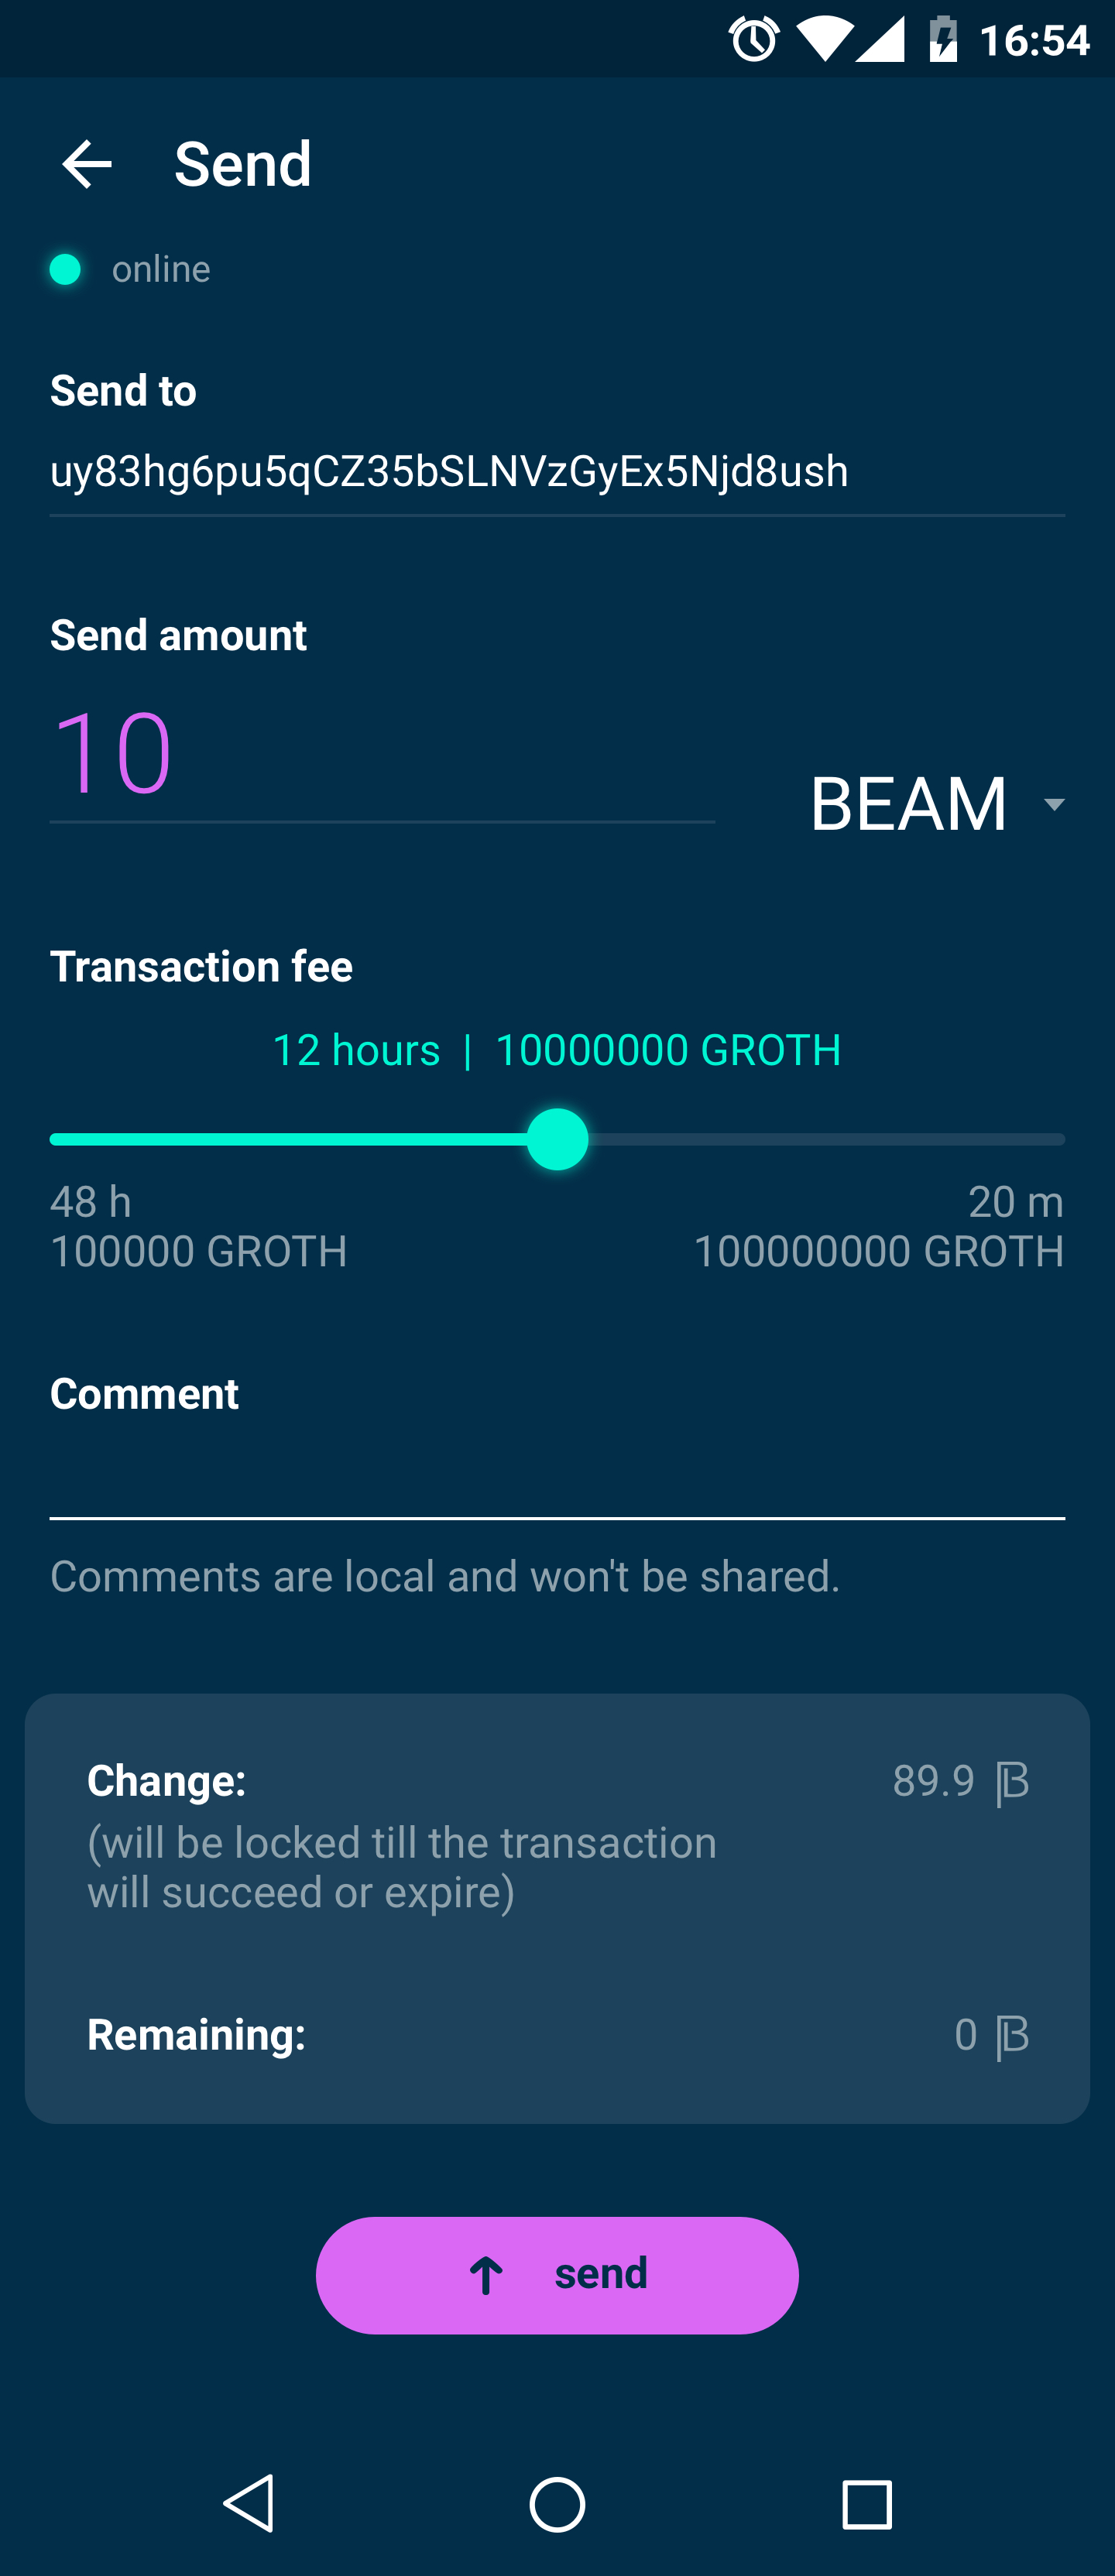 16:54
Send
online
Send to
uy83hg6pu5qCZ35bSLNVzGyEx5Njd8ush
Send amount
10
BEAM
Transaction fee
12 hours | 10000000 GROTH
48 h
20 m
100000 GROTH
100000000 GROTH
Comment
Comments are local and won't be shared.
Change:
89.9
(will be locked till the transaction
will succeed or expire)
Remaining:
0
send